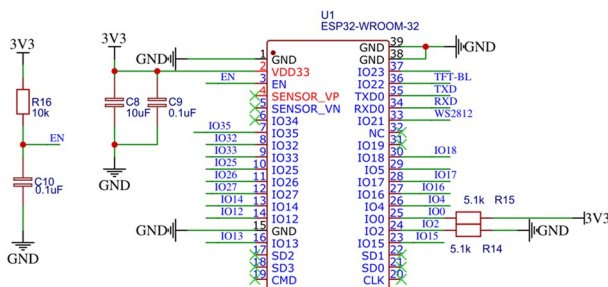 U1
ESP32-WROOM-32
3V3
R16
10k
EN
C10
0.1uF
GND
3V3
C8
10uF
C9
0.1uF
GND
GND
EN
IO35
IO32
IO33
IO25
IO26
IO27
IO14
IO12
GND
IO13
1 GND
2 VDD33
3 EN
4 SENSOR_VP
5 SENSOR_VN
6 IO34
7 IO35
8 IO32
9 IO33
10 IO25
11 IO26
12 IO27
13 IO14
14 IO12
15 GND
16 IO13
17 SD2
18 SD3
19 CMD
GND 39
GND 38
IO23 37
IO22 36
TXD0 35
RXD0 34
IO21 33
NC 32
IO19 31
IO18 30
IO5 29
IO17 28
IO16 27
IO4 26
IO0 25
IO2 24
IO15 23
SD1 22
SD0 21
CLK 20
GND
TFT-BL
TXD
RXD
WS2812
IO18
IO17
IO16
IO4
IO0
5.1k R15
3V3
IO2
GND
IO15
5.1k R14